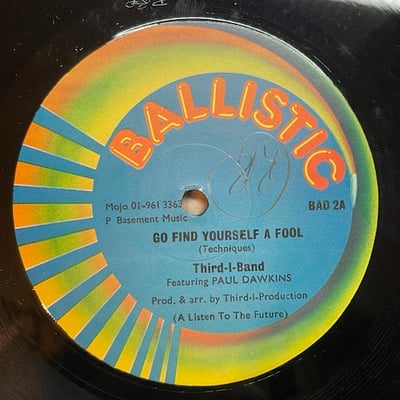 BALLISTIC
Mojo 01-961 3363
P Basement Music
BAD 2A
GO FIND YOURSELF A FOOL
(Techniques)
Third-I-Band
Featuring PAUL DAWKINS
Prod. & arr. by Third-I-Production
(A Listen To The Future)